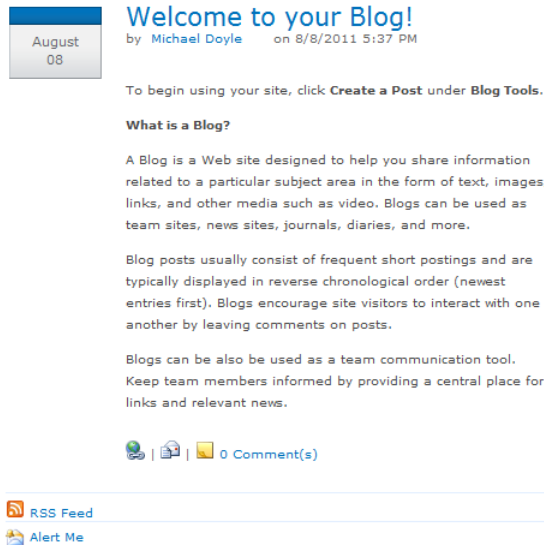 Welcome to your Blog!
August
08
by Michael Doyle on 8/8/2011 5:37 PM
To begin using your site, click Create a Post under Blog Tools.
What is a Blog?
A Blog is a Web site designed to help you share information
related to a particular subject area in the form of text, images
links, and other media such as video. Blogs can be used as
team sites, news sites, journals, diaries, and more.
Blog posts usually consist of frequent short postings and are
typically displayed in reverse chronological order (newest
entries first). Blogs encourage site visitors to interact with one
another by leaving comments on posts.
Blogs can be also be used as a team communication tool.
Keep team members informed by providing a central place for
links and relevant news.
| | 0 Comment(s)
RSS Feed
Alert Me